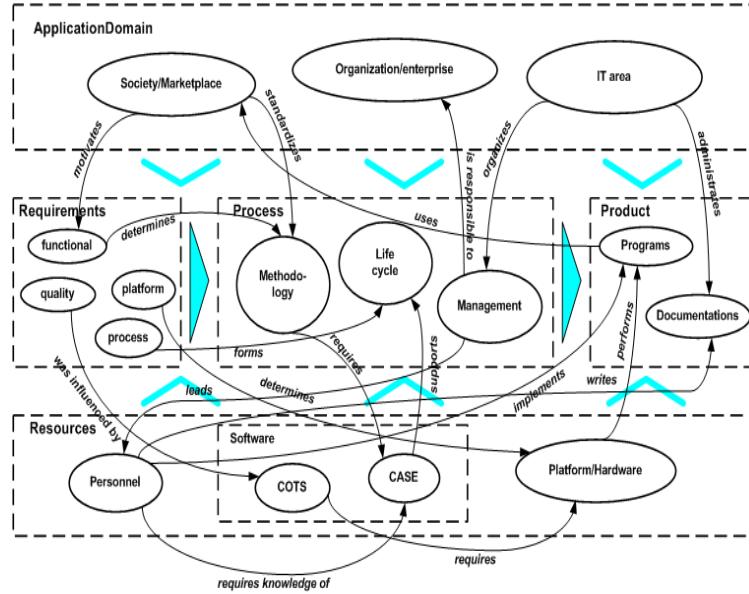 ApplicationDomain
Society/Marketplace
Organization/enterprise
IT area
motivates
standardizes
is responsible to
organizes
administrates
Requirements
Process
Product
functional
determines
uses
Programs
quality
platform
Methodo-
logy
Life
cycle
Management
Documentations
process
forms
requires
supports
performs
was influenced by
leads
determines
implements
writes
Resources
Software
Personnel
COTS
CASE
Platform/Hardware
requires
requires knowledge of